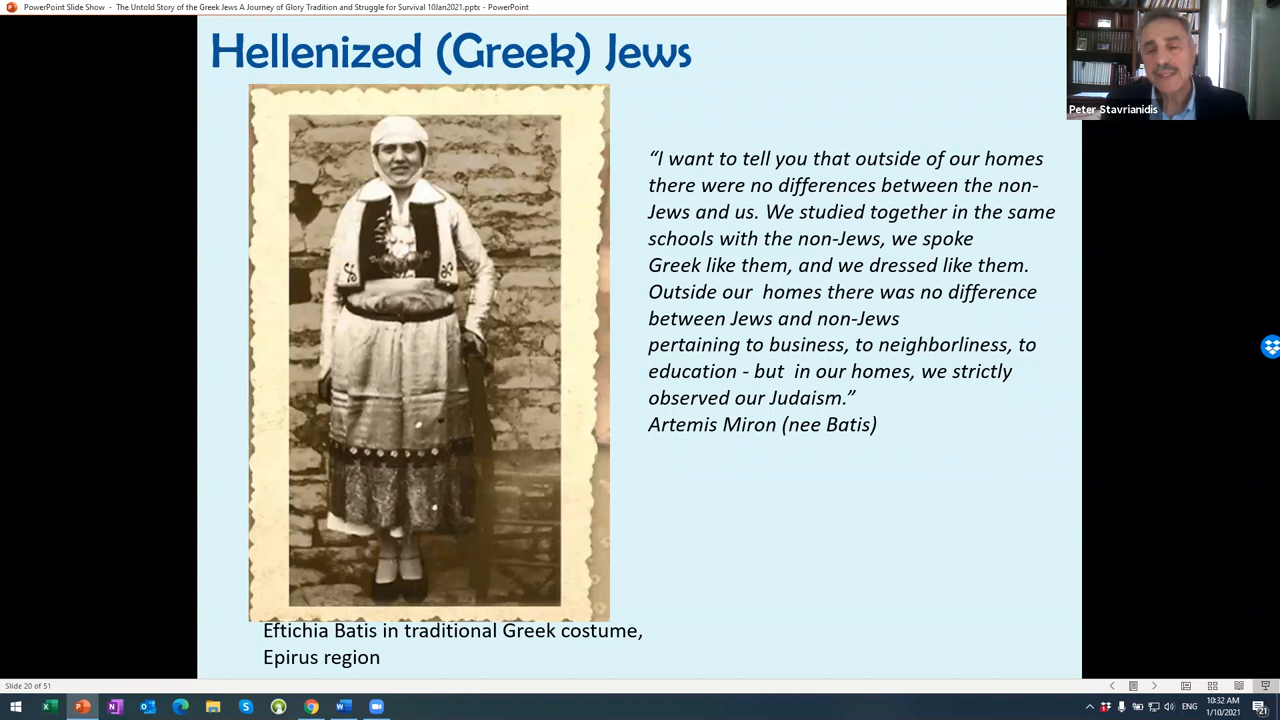 PowerPoint Slide Show - The Untold Story of the Greek Jews A Journey of Glory Tradition and Struggle for Survival 10Jan2021.pptx - PowerPoint
Hellenized (Greek) Jews
Peter Stavrianidis
“I want to tell you that outside of our homes
there were no differences between the non-
Jews and us. We studied together in the same
schools with the non-Jews, we spoke
Greek like them, and we dressed like them.
Outside our homes there was no difference
between Jews and non-Jews
pertaining to business, to neighborliness, to
education - but in our homes, we strictly
observed our Judaism.”
Artemis Miron (nee Batis)
Eftichia Batis in traditional Greek costume,
Epirus region
Slide 20 of 51
ENG
10:32 AM
1/10/2021
21